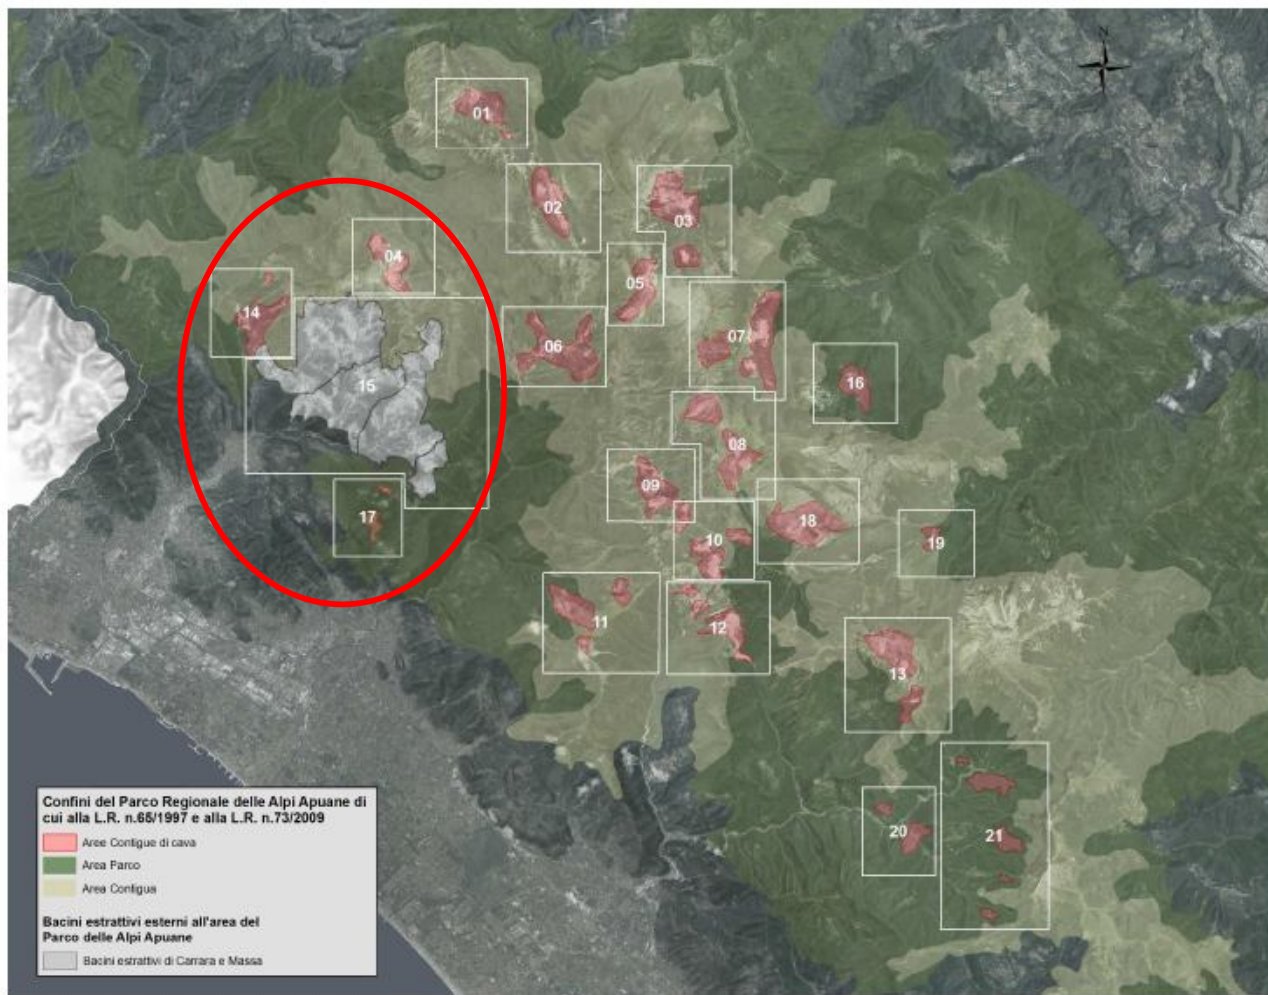 N
01
02
03
04
05
14
07
06
15
16
08
09
17
18
10
19
11
12
13
20
21
Confini del Parco Regionale delle Alpi Apuane di
cui alla L.R. n.65/1997 e alla L.R. n.73/2009
Aree Contigue di cava
Area Parco
Area Contigua
Bacini estrattivi esterni all'area del
Parco delle Alpi Apuane
Bacini estrattivi di Carrara e Massa